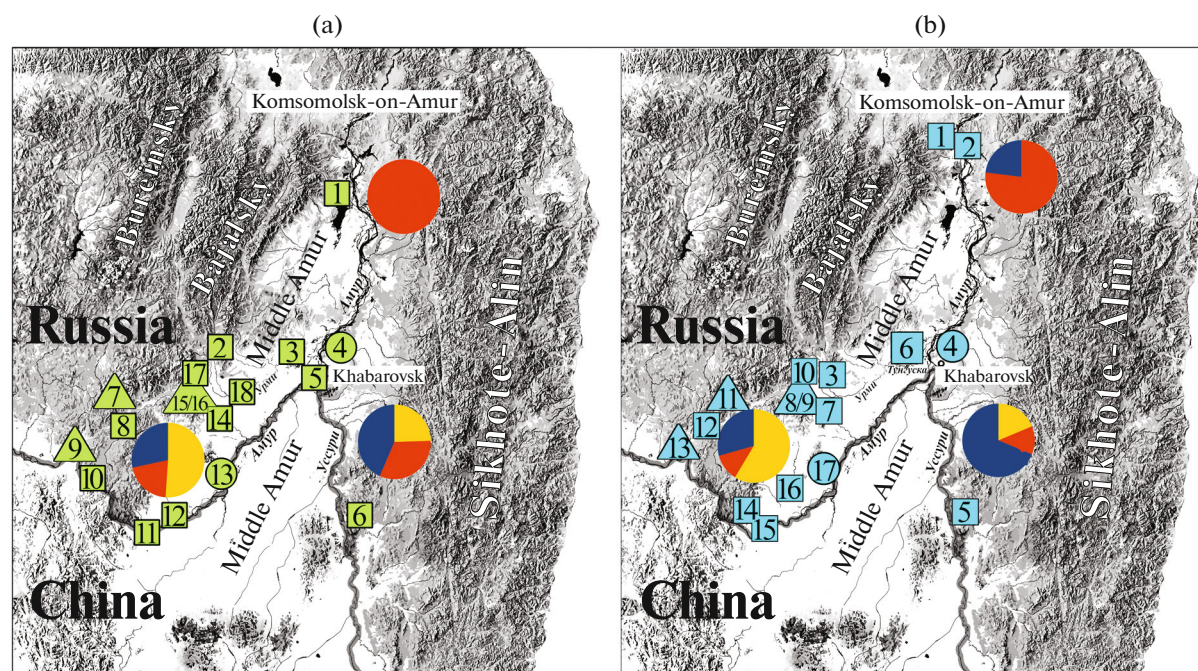 (a)
(b)
Komsomolsk-on-Amur
1
Bureinsky
Bajalsky
Middle Amur
Амур
Sikhote-Alin
Russia
2
3
4
17
5
Khabarovsk
7
15/16
18
Урми
14
8
9
10
13
Амур
Уссури
Middle Amur
12
11
6
China
Komsomolsk-on-Amur
1
2
Bureinsky
Bajalsky
Middle Amur
Амур
Sikhote-Alin
Russia
6
4
Тунгуска
10
3
Khabarovsk
Урми
11
8/9
7
12
13
Амур
17
16
Уссури
Middle Amur
14
15
5
China